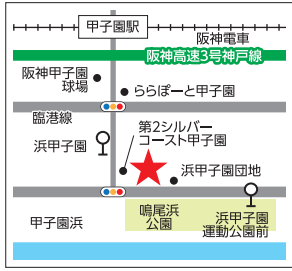 甲子園駅
阪神電車
阪神高速3号神戸線
阪神甲子園
球場
ららぽーと甲子園
臨港線
第2シルバー
コースト甲子園
浜甲子園
浜甲子園団地
甲子園浜
鳴尾浜
公園
浜甲子園
運動公園前